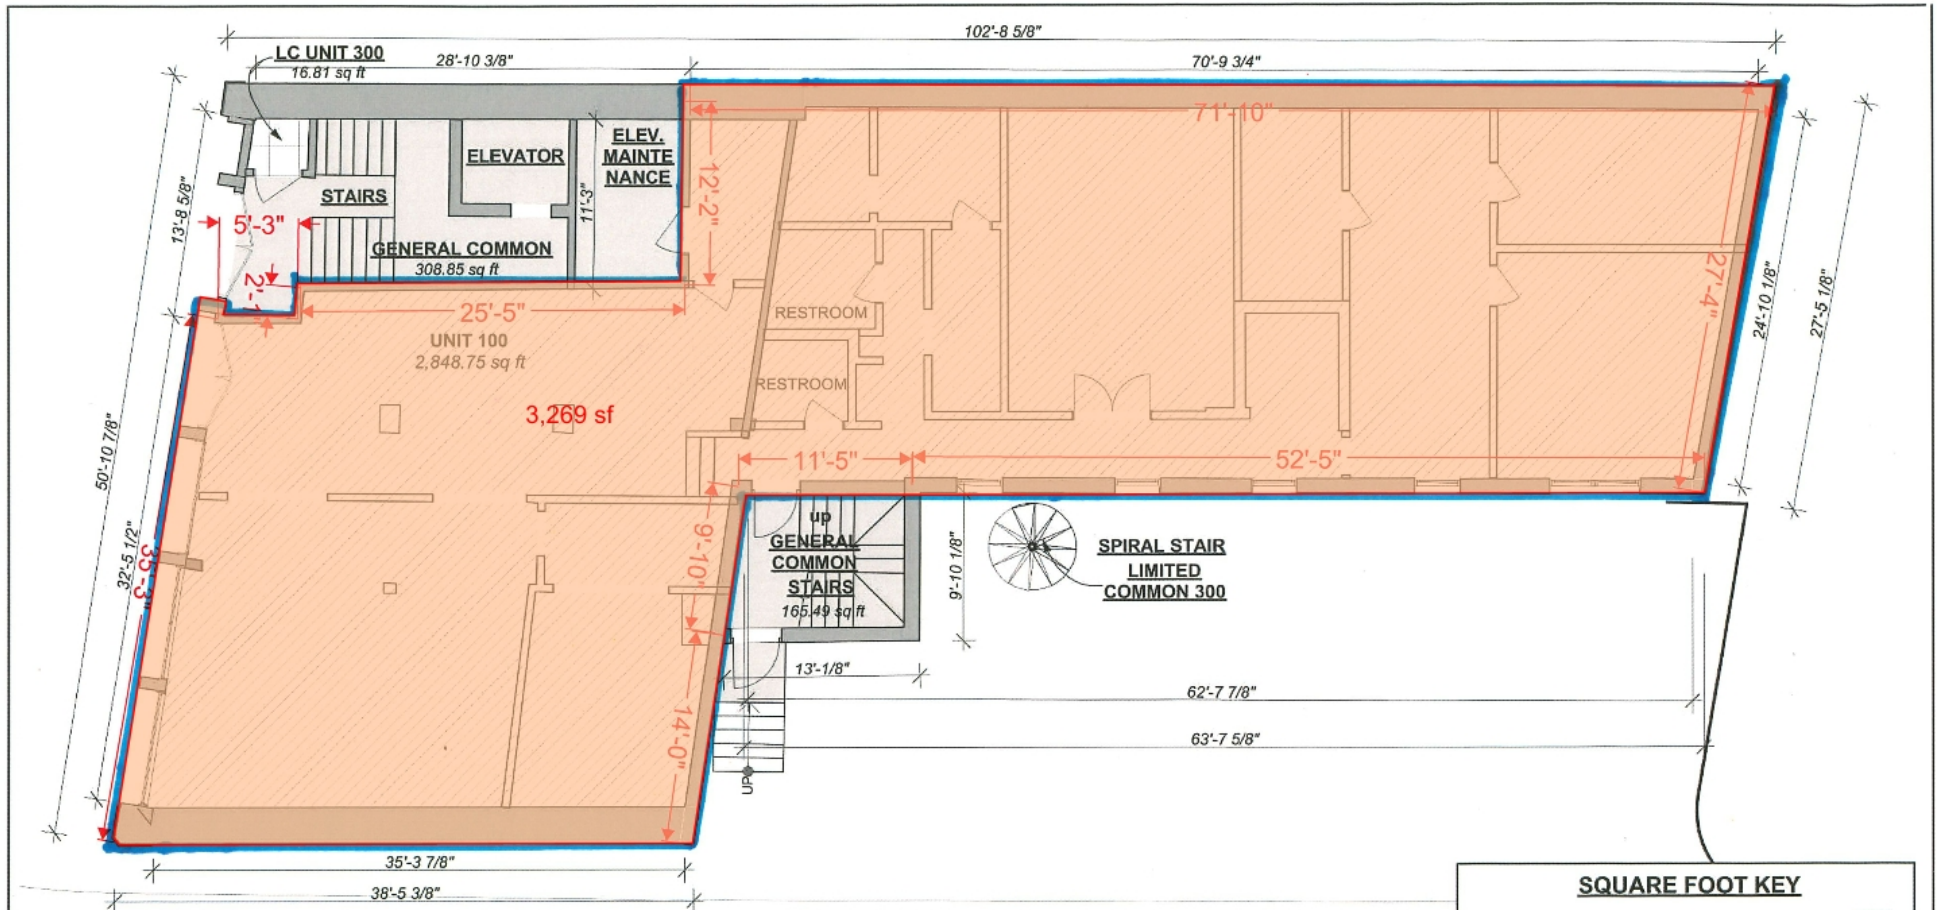 102'-8 5/8"
LC UNIT 300
16.81 sq ft
28'-10 3/8"
70'-9 3/4"
71'-10"
ELEV.
MAINTE
NANCE
ELEVATOR
12'-2"
STAIRS
11'-3"
13'-8 5/8"
5'-3"
GENERAL COMMON
308.85 sq ft
27'-4"
24'-10 1/8"
27'-5 1/8"
25'-5"
RESTROOM
UNIT 100
2,848.75 sq ft
RESTROOM
3,269 sf
50'-10 7/8"
11'-5"
52'-5"
32'-5 1/2"
35'-3"
9'-10"
up
GENERAL
COMMON
STAIRS
165.49 sq ft
9'-10 1/8"
SPIRAL STAIR
LIMITED
COMMON 300
13'-1/8"
62'-7 7/8"
14'-0"
63'-7 5/8"
UP
35'-3 7/8"
38'-5 3/8"
SQUARE FOOT KEY